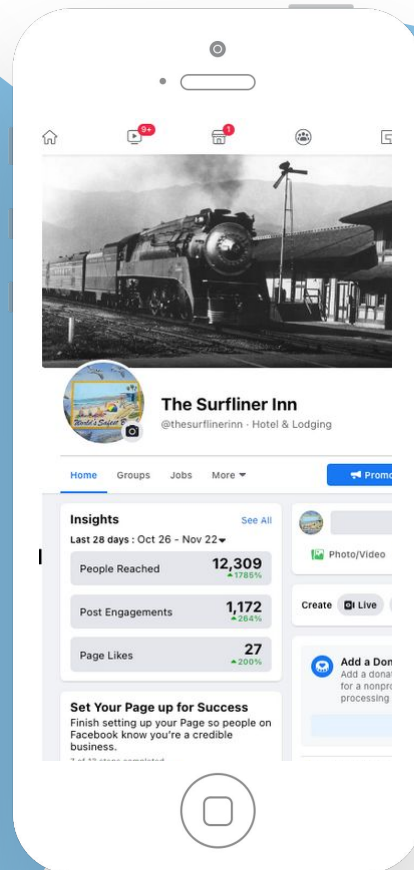 9+
1
World's Safest B
The Surfliner Inn
@thesurflinerinn · Hotel & Lodging
Home Groups Jobs More
Promo
Insights See All
Last 28 days : Oct 26 - Nov 22
People Reached 12,309
1785%
Post Engagements 1,172
264%
Page Likes 27
200%
Photo/Video
Create Live
Add a Don
Add a donat
for a nonpro
processing
Set Your Page up for Success
Finish setting up your Page so people on
Facebook know you're a credible
business.